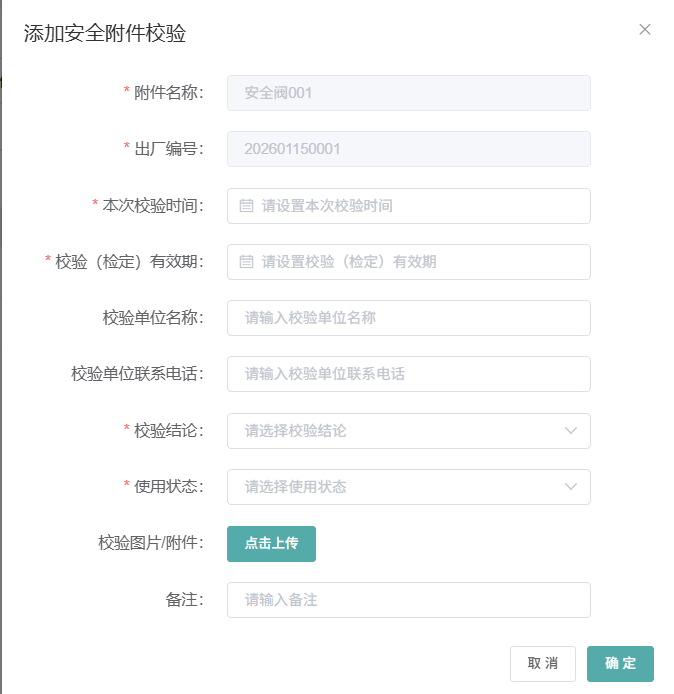 添加安全附件校验
* 附件名称： 安全阀001
* 出厂编号： 202601150001
* 本次校验时间： 请设置本次校验时间
* 校验（检定）有效期： 请设置校验（检定）有效期
校验单位名称： 请输入校验单位名称
校验单位联系电话： 请输入校验单位联系电话
* 校验结论： 请选择校验结论
* 使用状态： 请选择使用状态
校验图片/附件： 点击上传
备注： 请输入备注
取 消 确 定